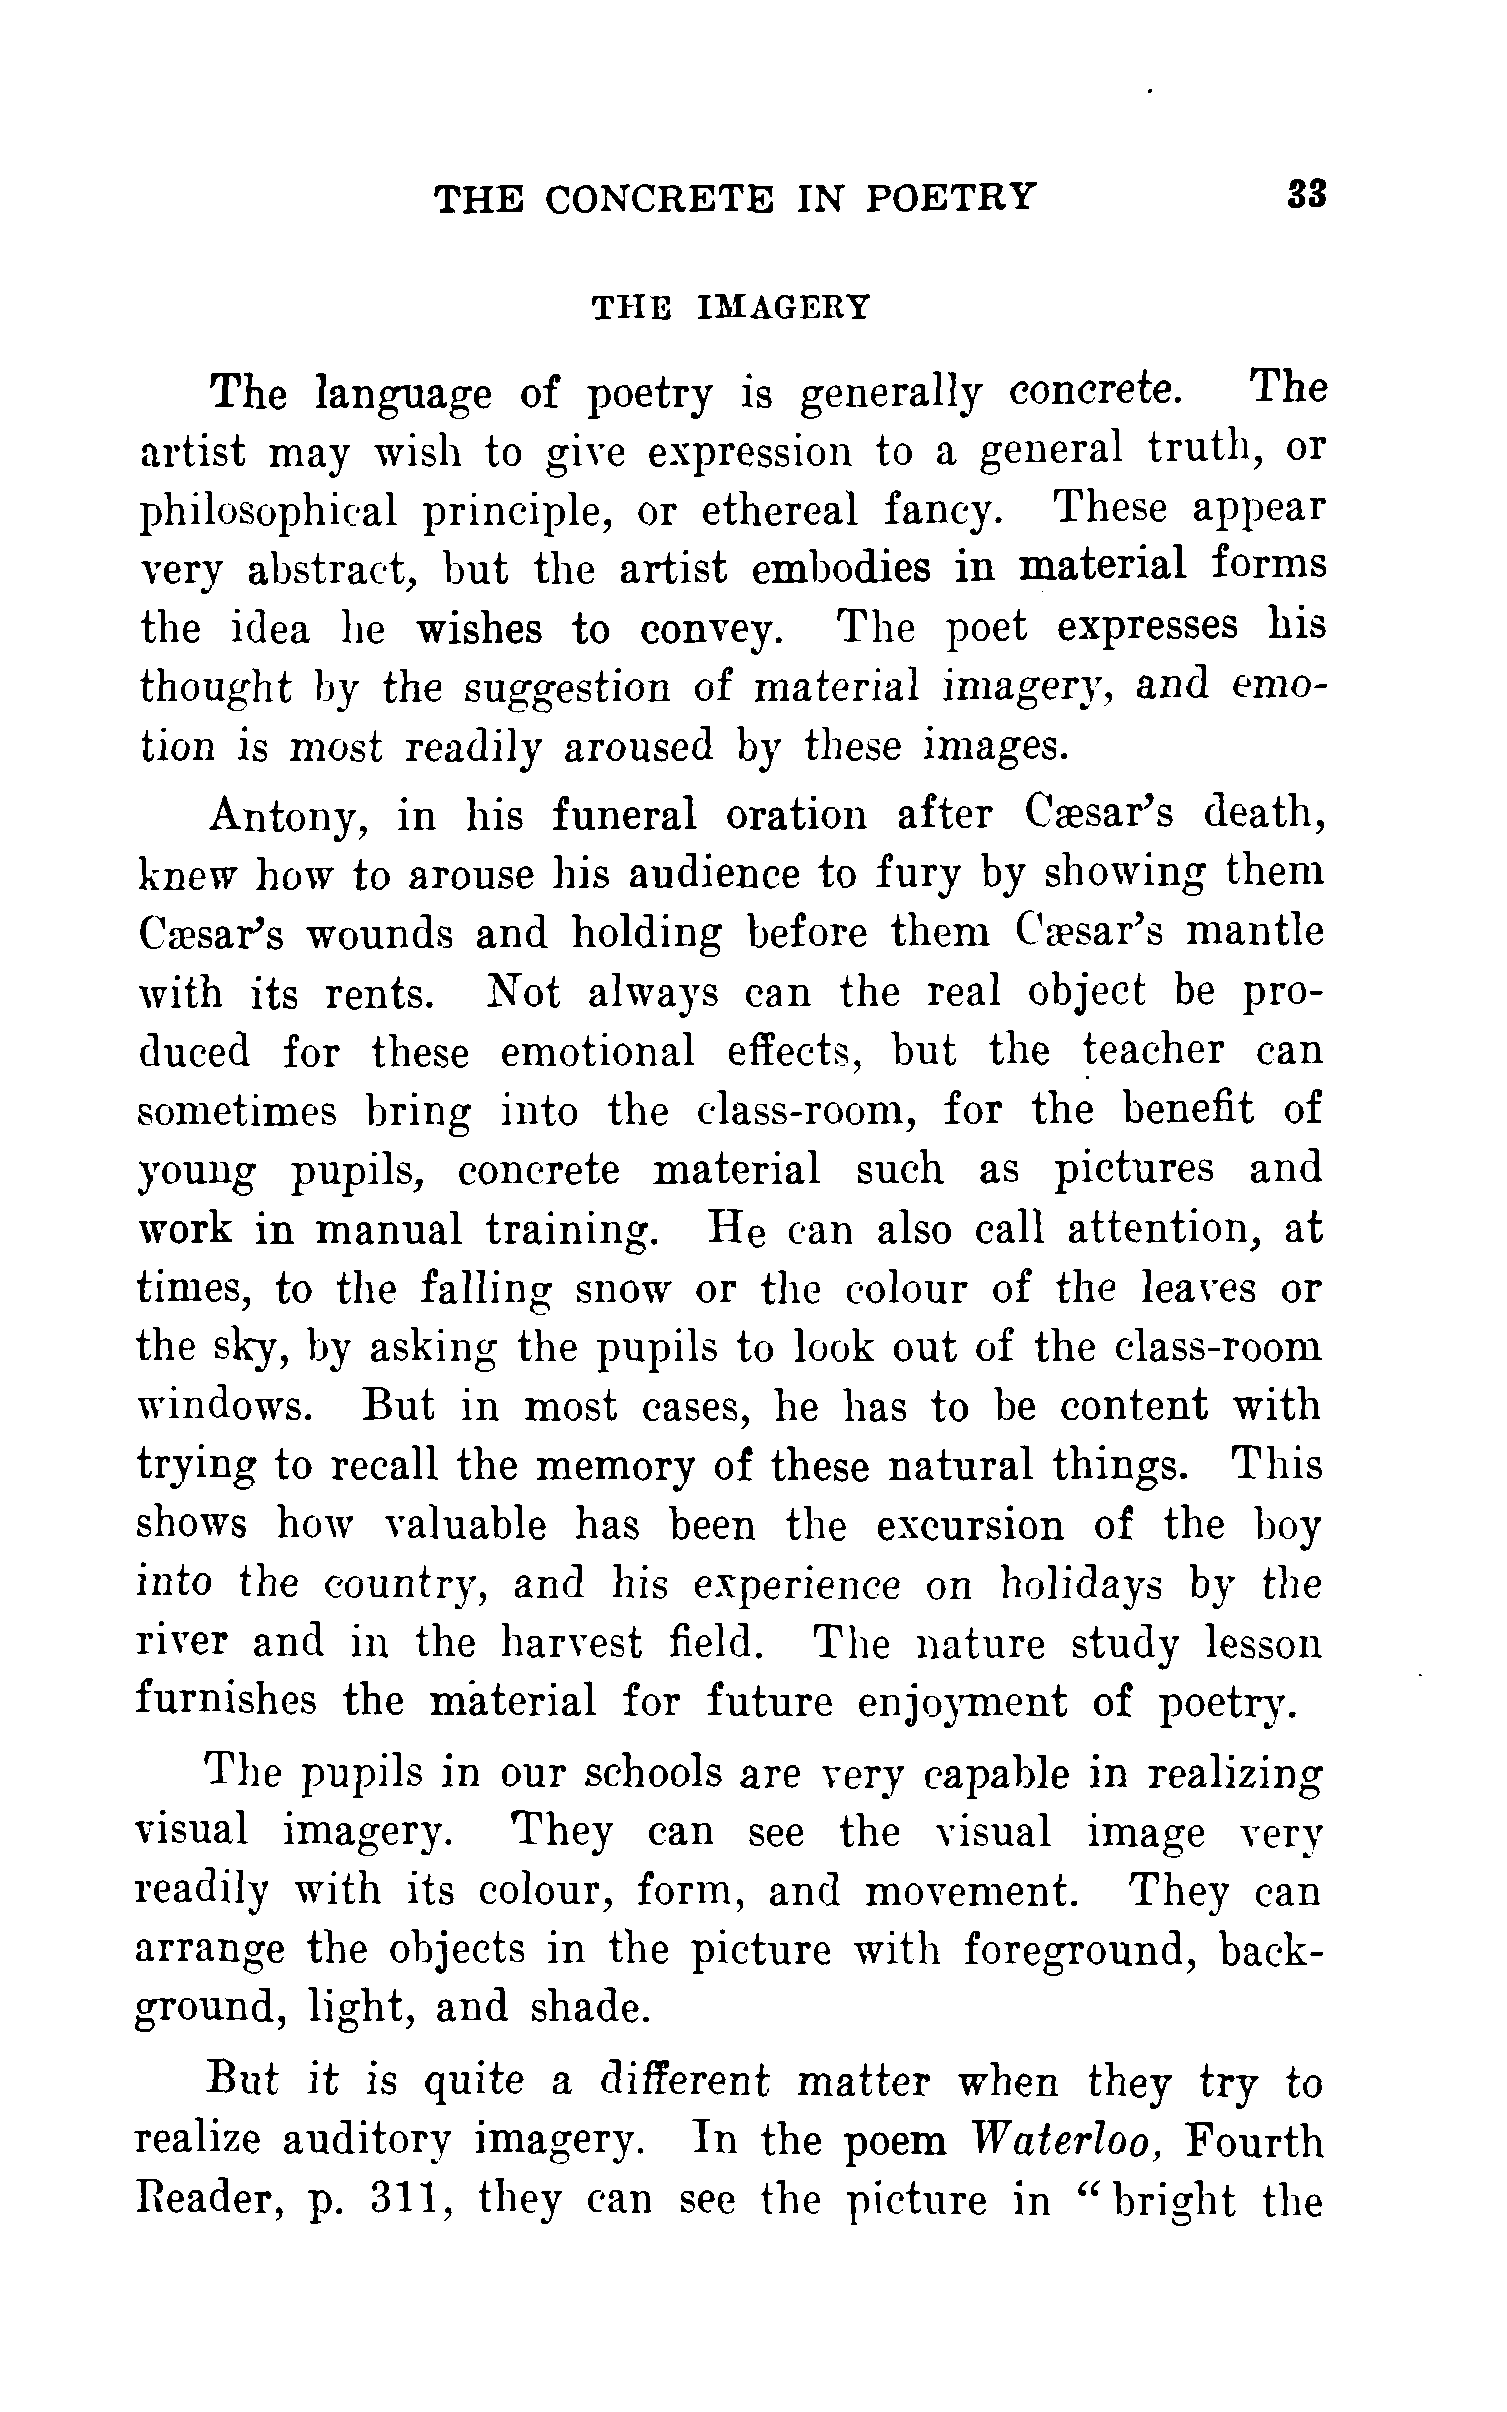 THE CONCRETE IN POETRY 33
THE IMAGERY
The language of poetry is generally concrete. The
artist may wish to give expression to a general truth, or
philosophical principle, or ethereal fancy. These appear
very abstract, but the artist embodies in material forms
the idea he wishes to convey. The poet expresses his
thought by the suggestion of material imagery, and emo-
tion is most readily aroused by these images.
Antony, in his funeral oration after Cæsar's death,
knew how to arouse his audience to fury by showing them
Cæsar's wounds and holding before them Cæsar's mantle
with its rents. Not always can the real object be pro-
duced for these emotional effects, but the teacher can
sometimes bring into the class-room, for the benefit of
young pupils, concrete material such as pictures and
work in manual training. He can also call attention, at
times, to the falling snow or the colour of the leaves or
the sky, by asking the pupils to look out of the class-room
windows. But in most cases, he has to be content with
trying to recall the memory of these natural things. This
shows how valuable has been the excursion of the boy
into the country, and his experience on holidays by the
river and in the harvest field. The nature study lesson
furnishes the material for future enjoyment of poetry.
The pupils in our schools are very capable in realizing
visual imagery. They can see the visual image very
readily with its colour, form, and movement. They can
arrange the objects in the picture with foreground, back-
ground, light, and shade.
But it is quite a different matter when they try to
realize auditory imagery. In the poem Waterloo, Fourth
Reader, p. 311, they can see the picture in "bright the